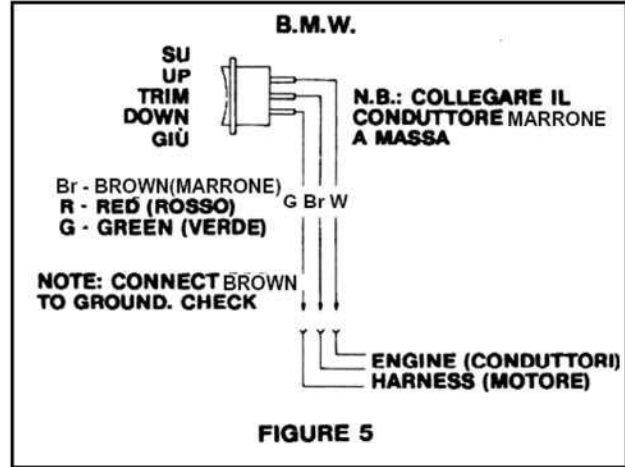 B.M.W.
SU
UP
TRIM
DOWN
GIÙ
N.B.: COLLEGARE IL
CONDUTTORE MARRONE
A MASSA
Br - BROWN(MARRONE)
R - RED (ROSSO)
G - GREEN (VERDE)
G Br W
NOTE: CONNECT BROWN
TO GROUND. CHECK
ENGINE (CONDUTTORI)
HARNESS (MOTORE)
FIGURE 5